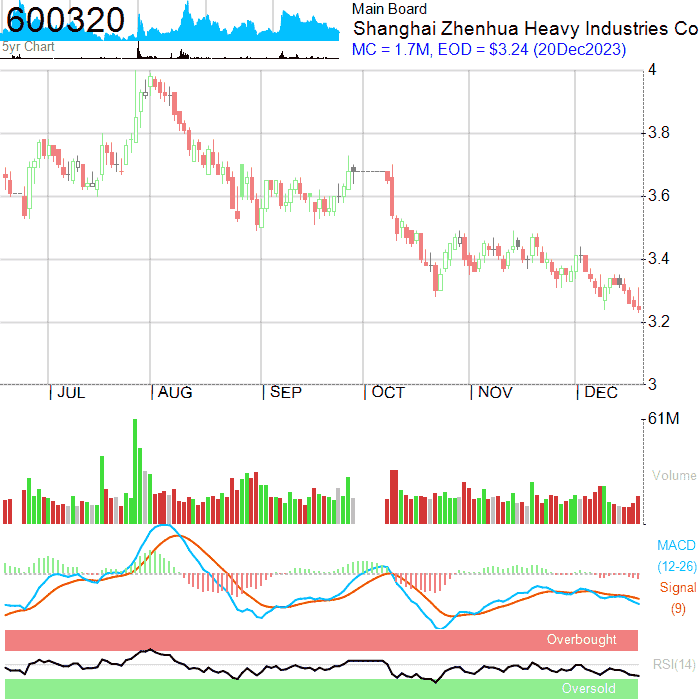 600320
5yr Chart
Main Board
Shanghai Zhenhua Heavy Industries Co
MC = 1.7M, EOD = $3.24 (20Dec2023)
4
3.8
3.6
3.4
3.2
3
JUL AUG SEP OCT NOV DEC
61M
Volume
MACD
(12-26)
Signal
(9)
Overbought
RSI(14)
Oversold